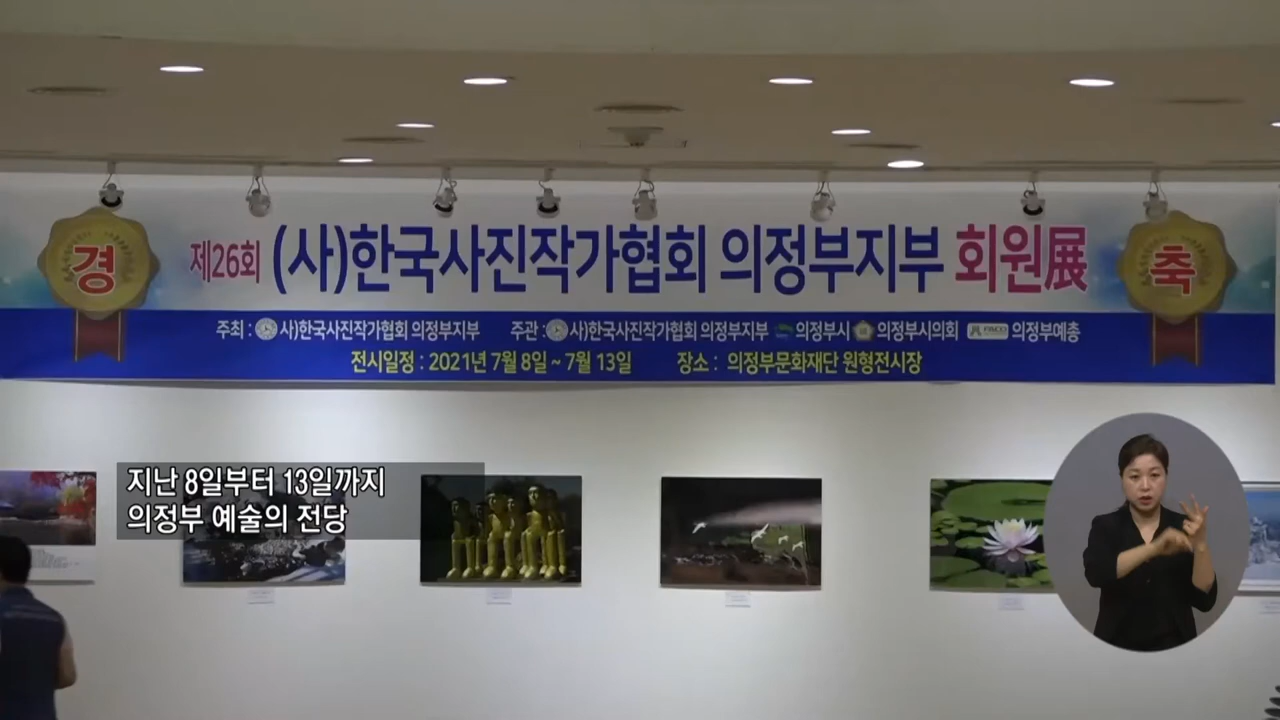 경
제26회 (사)한국사진작가협회 의정부지부 회원展
축
주최 : 사)한국사진작가협회 의정부지부 주관 : 사)한국사진작가협회 의정부지부 의정부시 의정부시의회 의정부예총
전시일정 : 2021년 7월 8일 ~ 7월 13일 장소 : 의정부문화재단 원형전시장
지난 8일부터 13일까지
의정부 예술의 전당